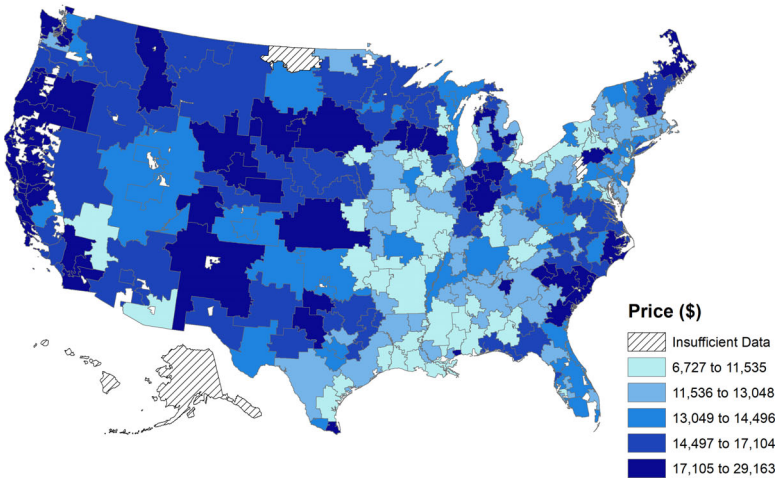 Price ($)
Insufficient Data
6,727 to 11,535
11,536 to 13,048
13,049 to 14,496
14,497 to 17,104
17,105 to 29,163